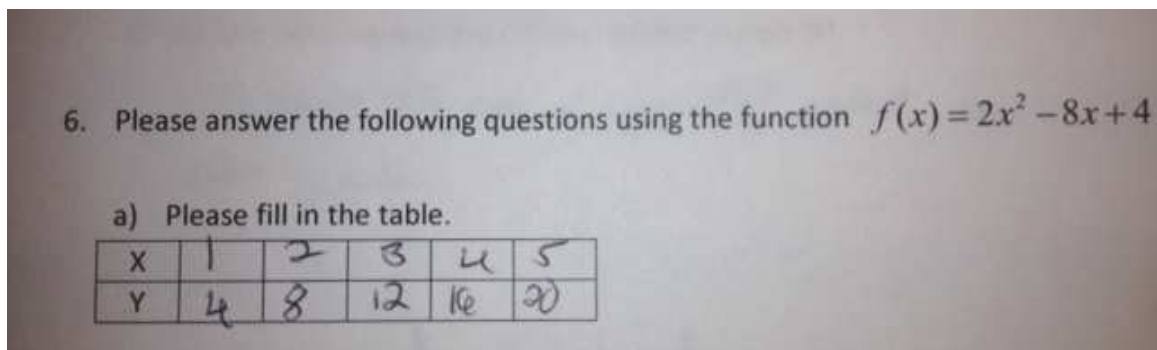 6. Please answer the following questions using the function f(x) = 2x² − 8x + 4
a) Please fill in the table.
X 1 2 3 4 5
Y 4 8 12 16 20